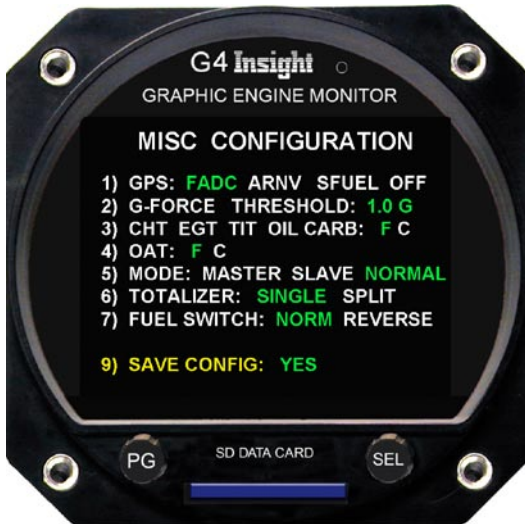 G4 Insight
GRAPHIC ENGINE MONITOR
MISC CONFIGURATION
1) GPS: FADC ARNV SFUEL OFF
2) G-FORCE THRESHOLD: 1.0 G
3) CHT EGT TIT OIL CARB: F C
4) OAT: F C
5) MODE: MASTER SLAVE NORMAL
6) TOTALIZER: SINGLE SPLIT
7) FUEL SWITCH: NORM REVERSE
9) SAVE CONFIG: YES
PG
SD DATA CARD
SEL